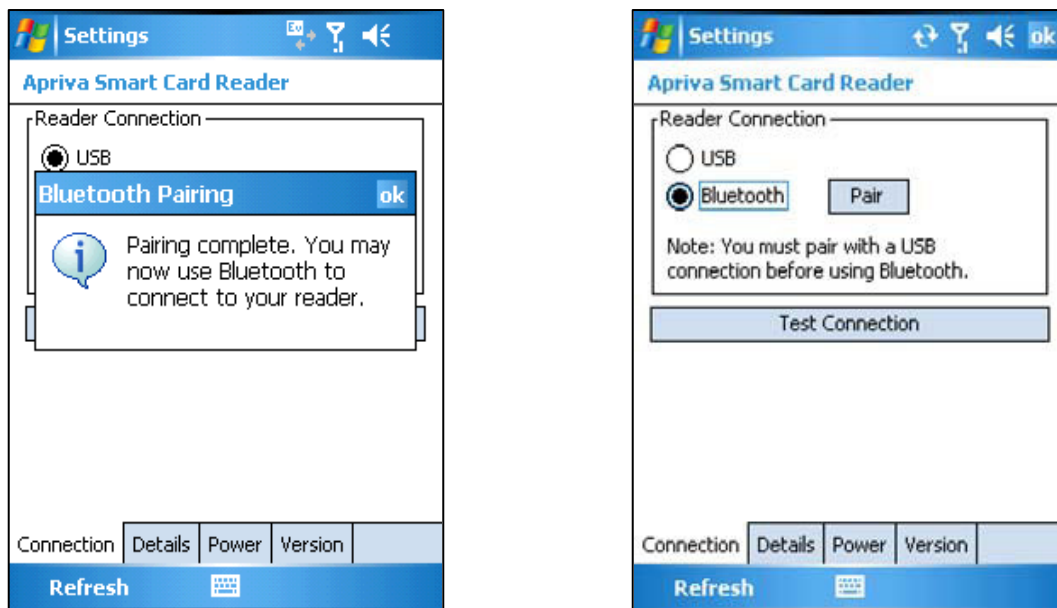 Settings
Apriva Smart Card Reader
Reader Connection
USB
Bluetooth Pairing ok
Pairing complete. You may
now use Bluetooth to
connect to your reader.
Connection Details Power Version
Refresh
Settings ok
Apriva Smart Card Reader
Reader Connection
USB
Bluetooth Pair
Note: You must pair with a USB
connection before using Bluetooth.
Test Connection
Connection Details Power Version
Refresh